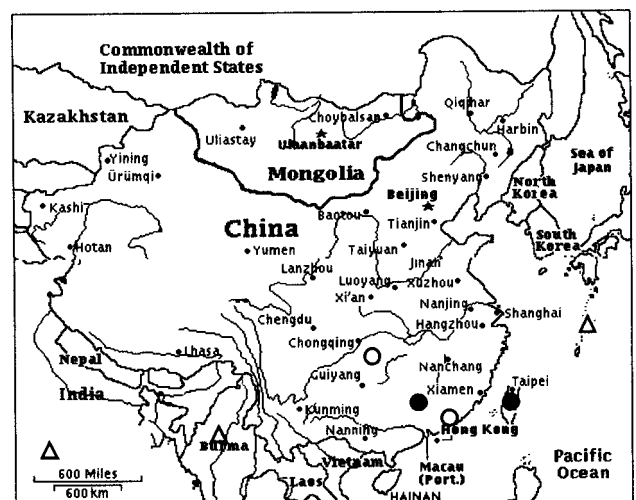 Commonwealth of
Independent States
Kazakhstan
Choybalsan
Qiqihar
Uliastay
Ulaanbaatar
Harbin
Changchun
Sea of
Japan
Yining
Ürümqi
Mongolia
Shenyang
North
Korea
Beijing
Kashi
Baotou
Tianjin
China
South
Korea
Hotan
Yumen
Taiyuan
Jinan
Lanzhou
Luoyang
Xuzhou
Xi'an
Nanjing
Shanghai
Chengdu
Hangzhou
Chongqing
Lhasa
Nepal
Nanchang
Guiyang
Taipei
India
Xiamen
Kunming
Nanning
Hong Kong
Burma
Vietnam
Macau
(Port.)
Pacific
Ocean
600 Miles
600 km
Laos
HAINAN